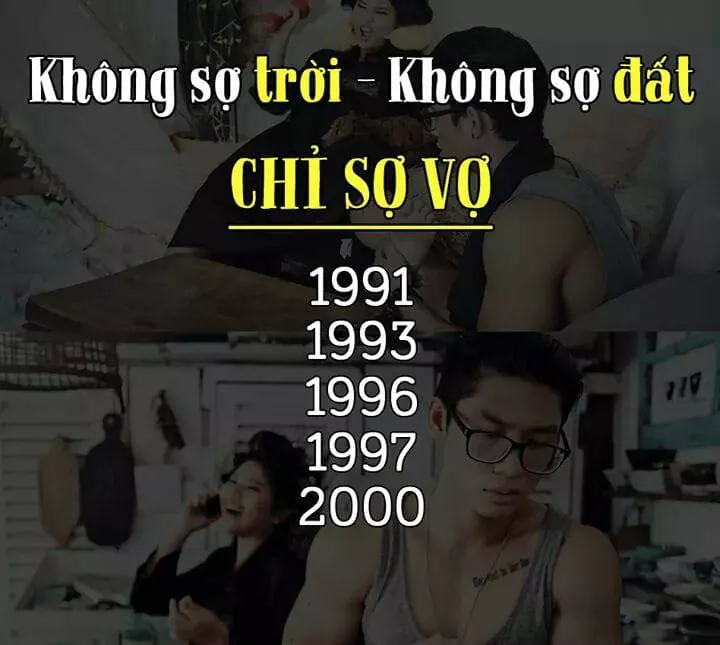 Không sợ trời - Không sợ đất
CHỈ SỢ VỢ
1991
1993
1996
1997
2000